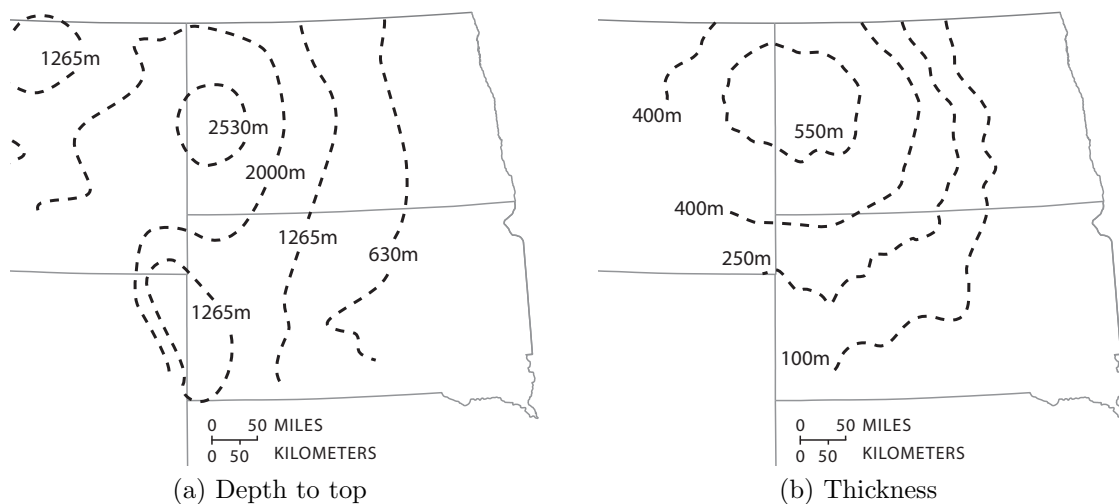 1265m
2530m
2000m
1265m
630m
1265m
0 50 MILES
0 50 KILOMETERS
(a) Depth to top
400m
550m
400m
250m
100m
0 50 MILES
0 50 KILOMETERS
(b) Thickness